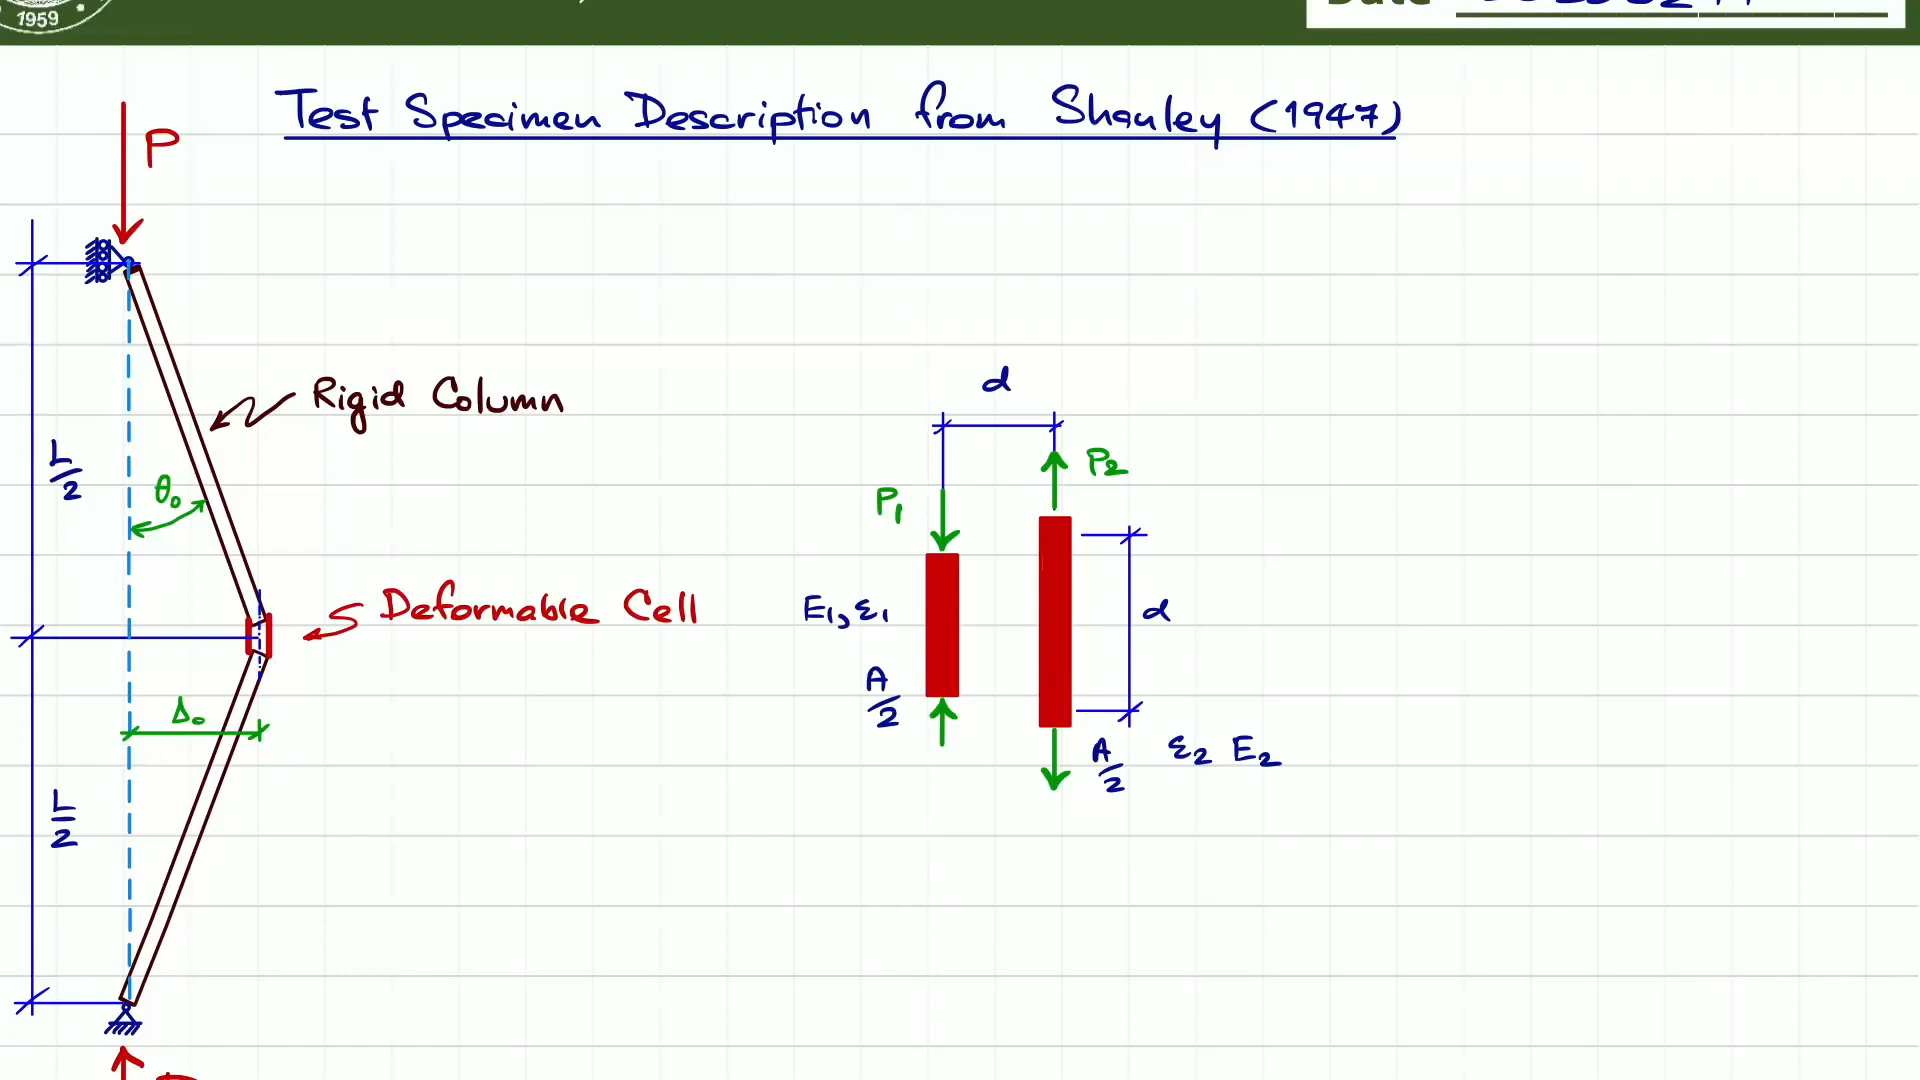 1959
Date
Test Specimen Description from Shanley (1947)
P
Rigid Column
L/2
θ₀
Deformable Cell
Δ₀
L/2
d
P₂
P₁
E₁, ε₁
d
A/2
A/2 ε₂ E₂